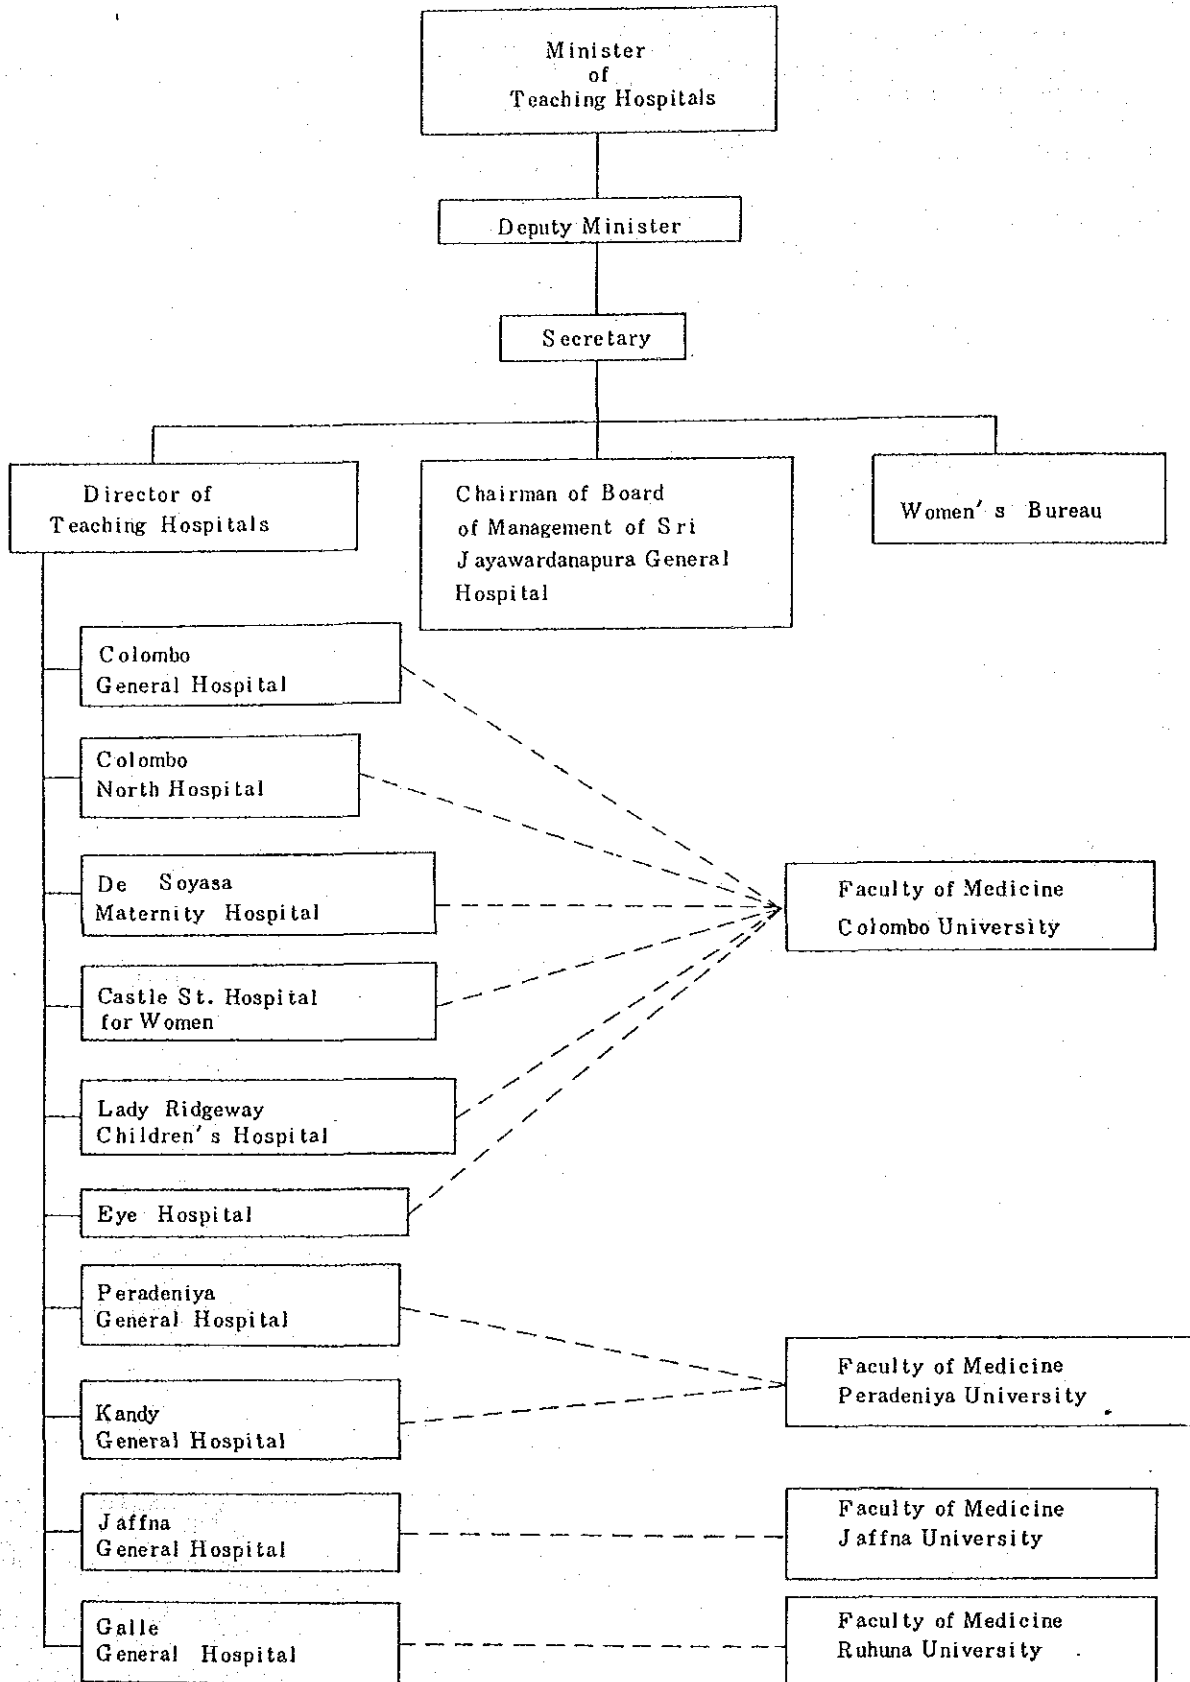 Minister
of
Teaching Hospitals
Deputy Minister
Secretary
Director of
Teaching Hospitals
Chairman of Board
of Management of Sri
Jayawardanapura General
Hospital
Women's Bureau
Colombo
General Hospital
Colombo
North Hospital
De Soyasa
Maternity Hospital
Castle St. Hospital
for Women
Lady Ridgeway
Children's Hospital
Eye Hospital
Peradeniya
General Hospital
Kandy
General Hospital
Jaffna
General Hospital
Galle
General Hospital
Faculty of Medicine
Colombo University
Faculty of Medicine
Peradeniya University
Faculty of Medicine
Jaffna University
Faculty of Medicine
Ruhuna University